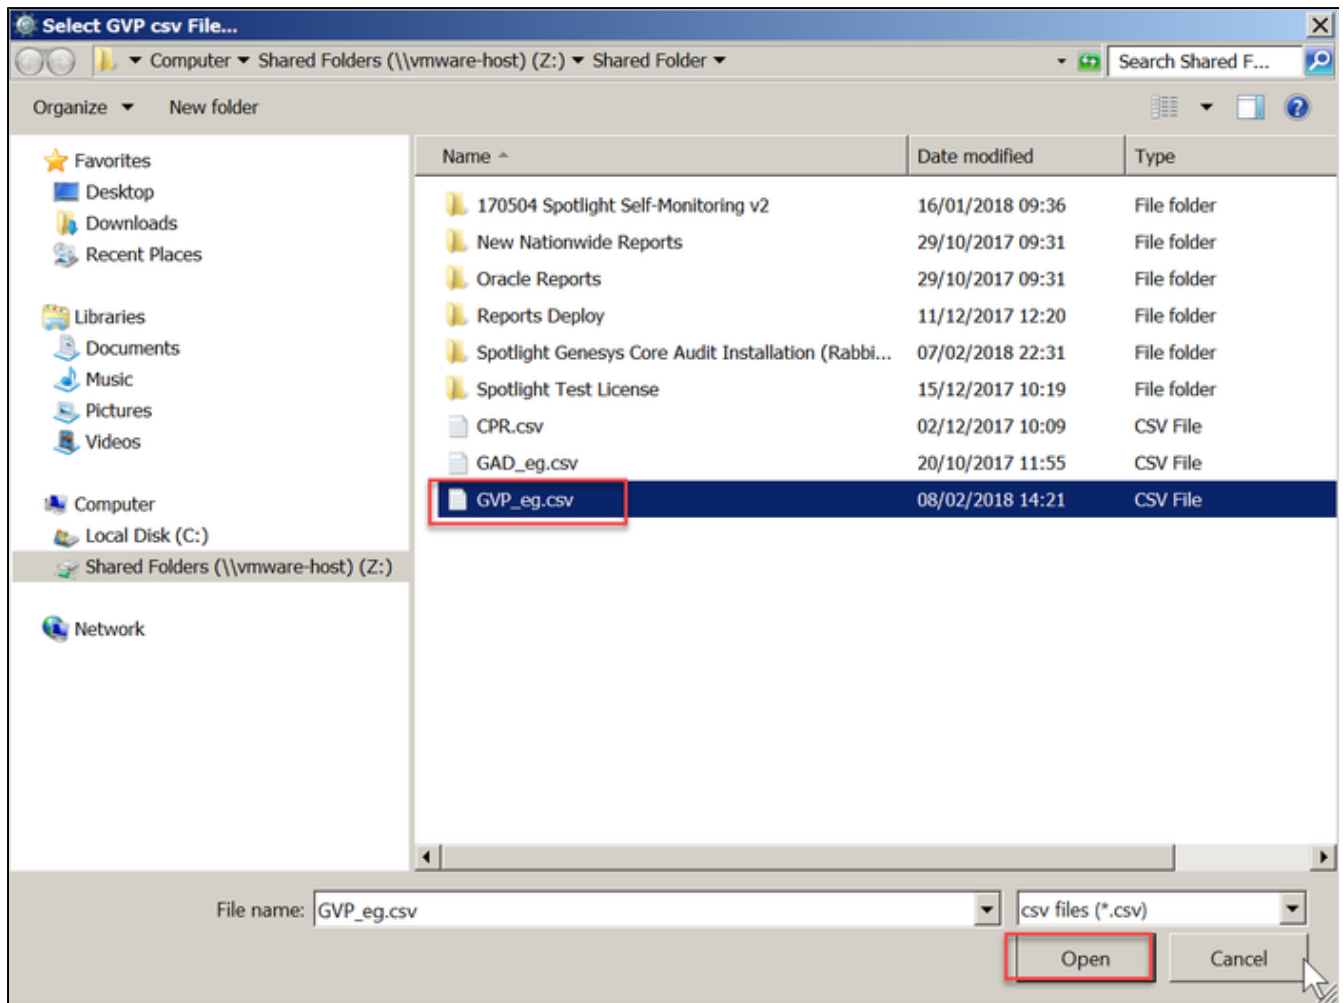 Select GVP csv File...
Computer Shared Folders (\\vmware-host) (Z:) Shared Folder Search Shared F...
Organize New folder
Favorites
Desktop
Downloads
Recent Places
Libraries
Documents
Music
Pictures
Videos
Computer
Local Disk (C:)
Shared Folders (\\vmware-host) (Z:)
Network
Name Date modified Type
170504 Spotlight Self-Monitoring v2 16/01/2018 09:36 File folder
New Nationwide Reports 29/10/2017 09:31 File folder
Oracle Reports 29/10/2017 09:31 File folder
Reports Deploy 11/12/2017 12:20 File folder
Spotlight Genesys Core Audit Installation (Rabbi... 07/02/2018 22:31 File folder
Spotlight Test License 15/12/2017 10:19 File folder
CPR.csv 02/12/2017 10:09 CSV File
GAD_eg.csv 20/10/2017 11:55 CSV File
GVP_eg.csv 08/02/2018 14:21 CSV File
File name: GVP_eg.csv csv files (*.csv)
Open Cancel